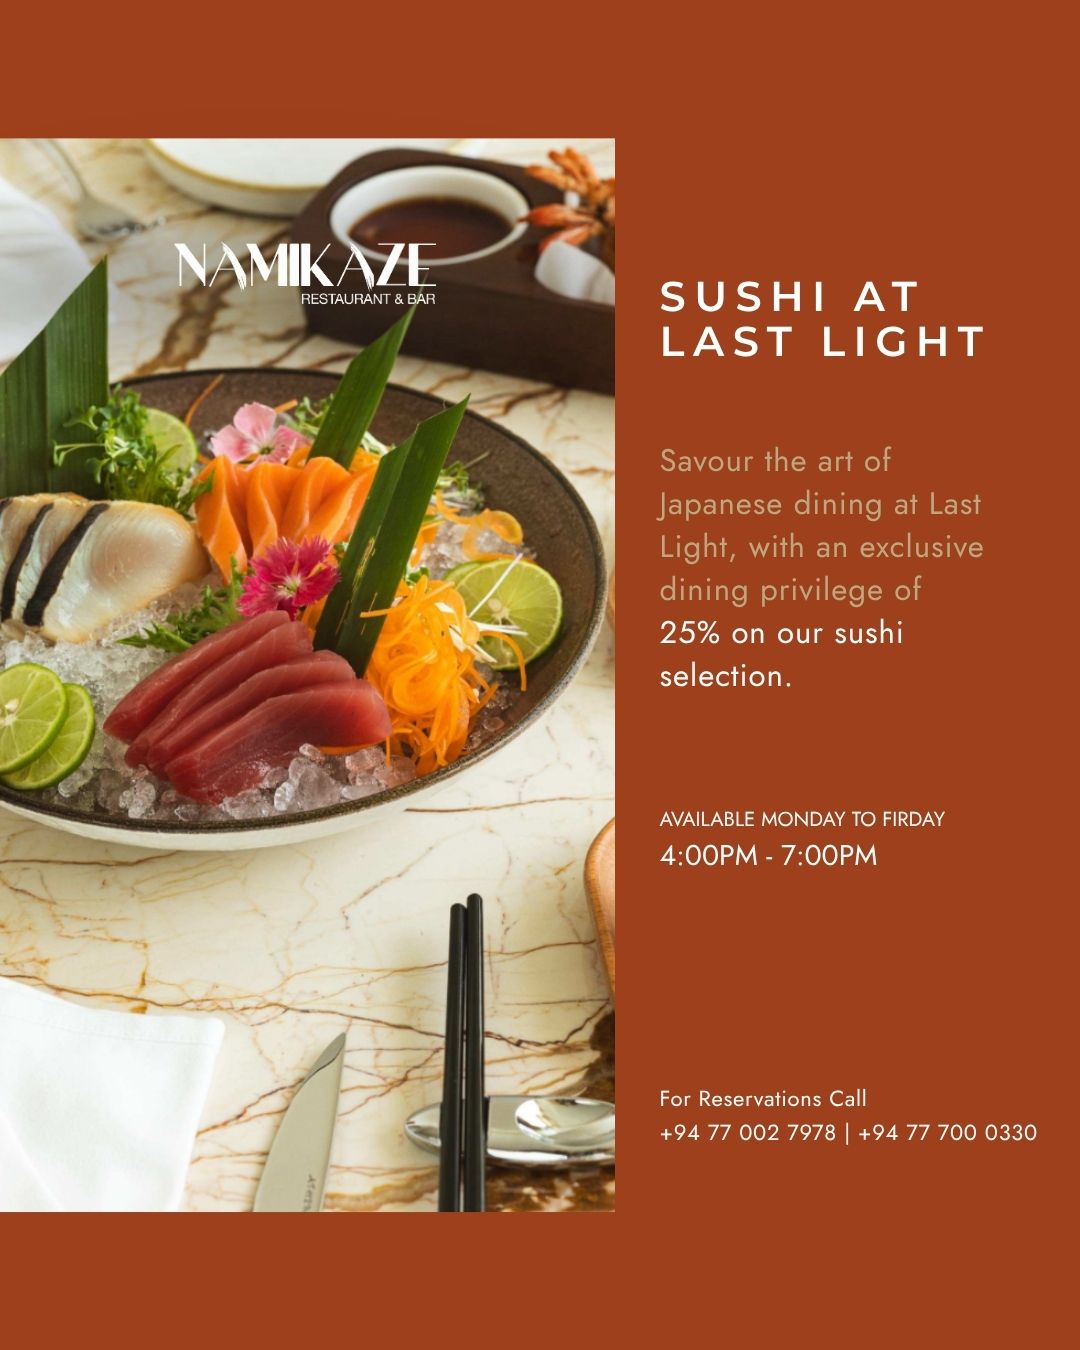 NAMIKAZE
RESTAURANT & BAR
SUSHI AT
LAST LIGHT
Savour the art of
Japanese dining at Last
Light, with an exclusive
dining privilege of
25% on our sushi
selection.
AVAILABLE MONDAY TO FIRDAY
4:00PM - 7:00PM
For Reservations Call
+94 77 002 7978 | +94 77 700 0330